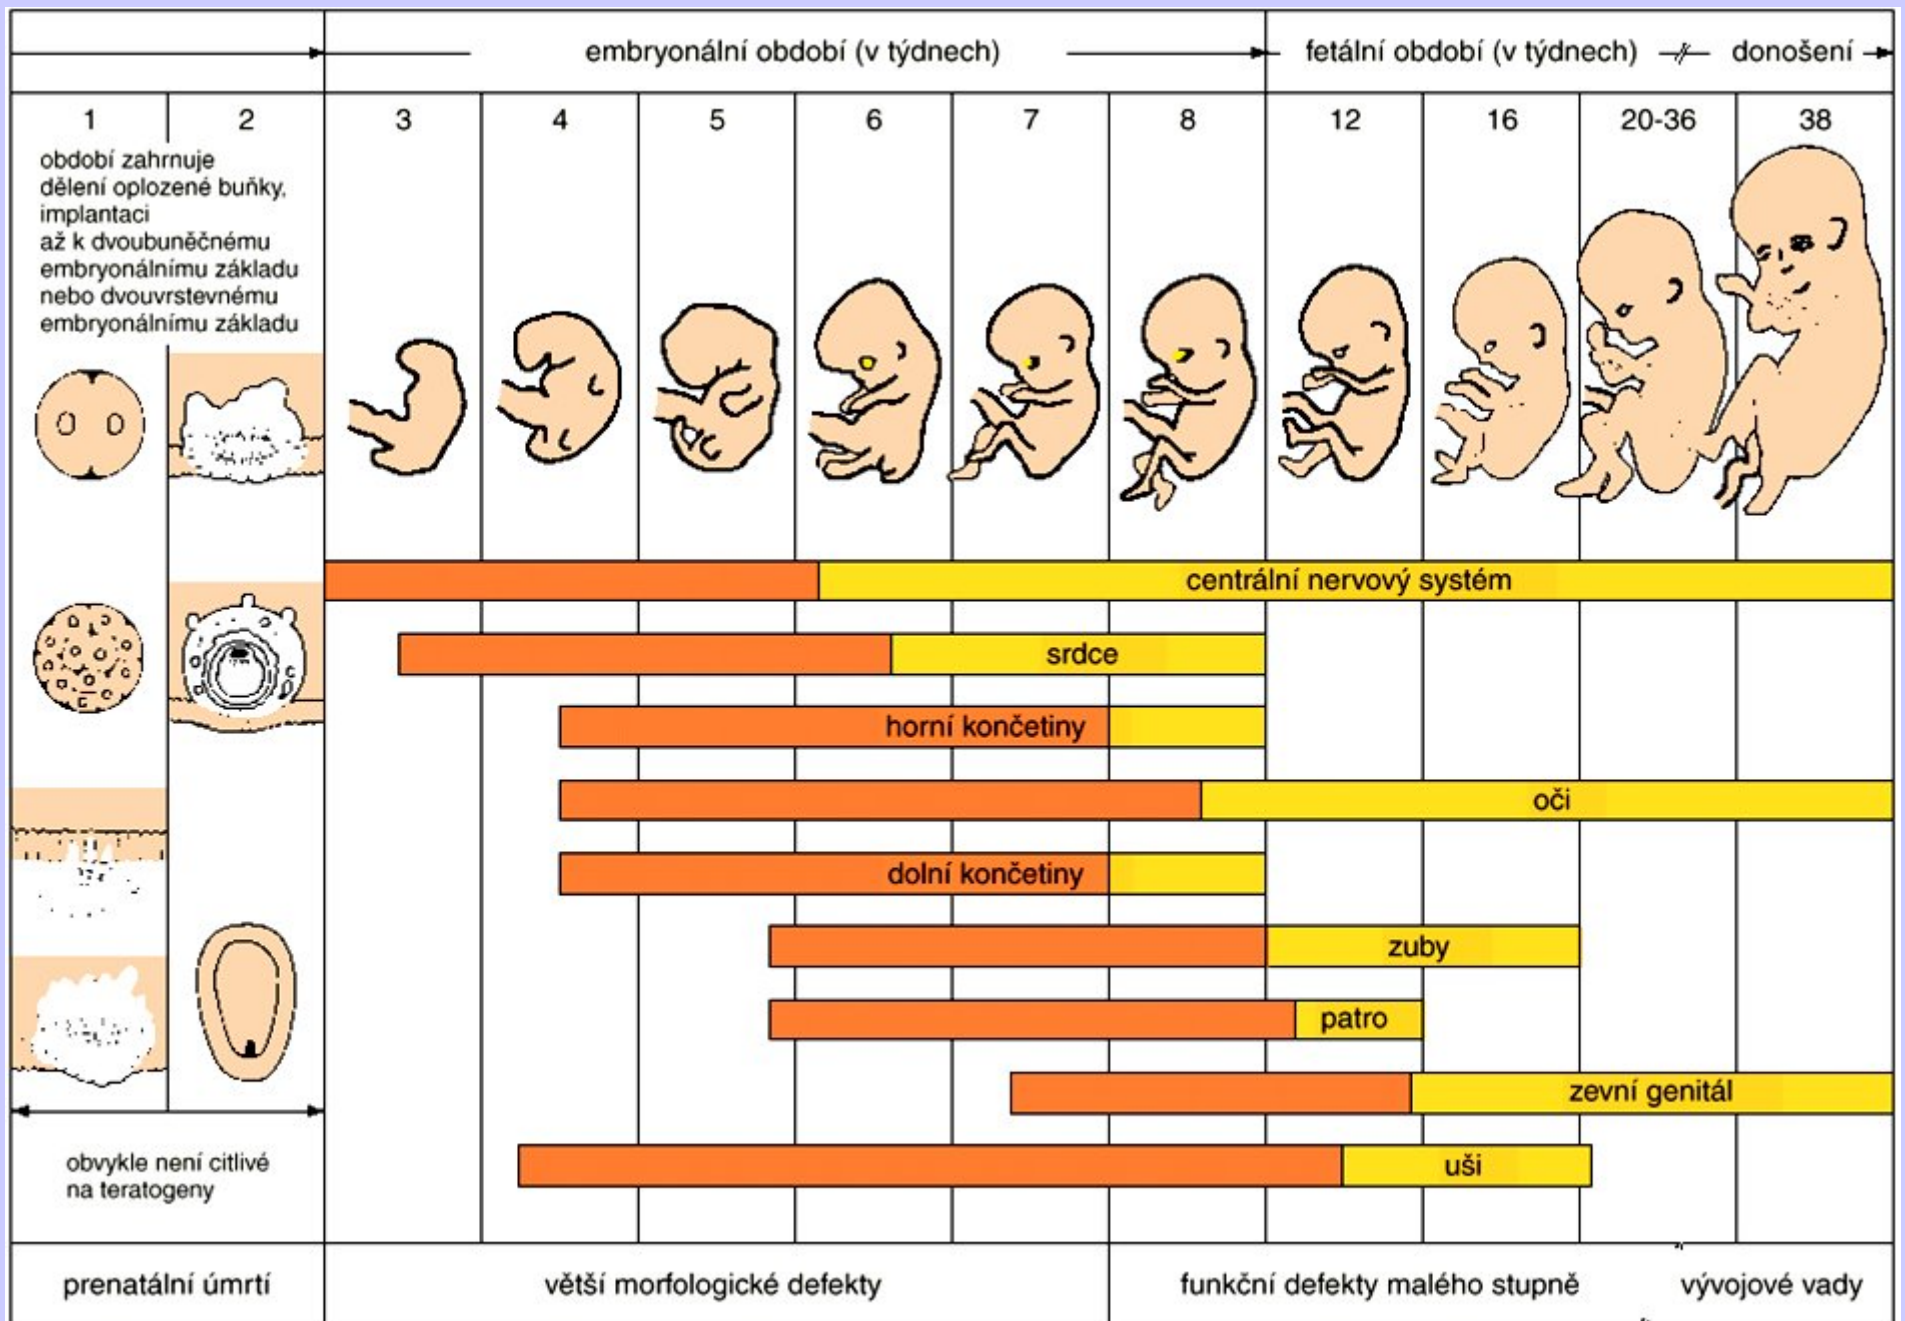 embryonální období (v týdnech)
fetální období (v týdnech)
donošení
1
2
3
4
5
6
7
8
12
16
20-36
38
období zahrnuje
dělení oplozené buňky,
implantaci
až k dvoubuněčnému
embryonálnímu základu
nebo dvouvrstevnému
embryonálnímu základu
centrální nervový systém
srdce
horní končetiny
oči
dolní končetiny
zuby
patro
zevní genitál
uši
obvykle není citlivé
na teratogeny
prenatální úmrtí
větší morfologické defekty
funkční defekty malého stupně
vývojové vady